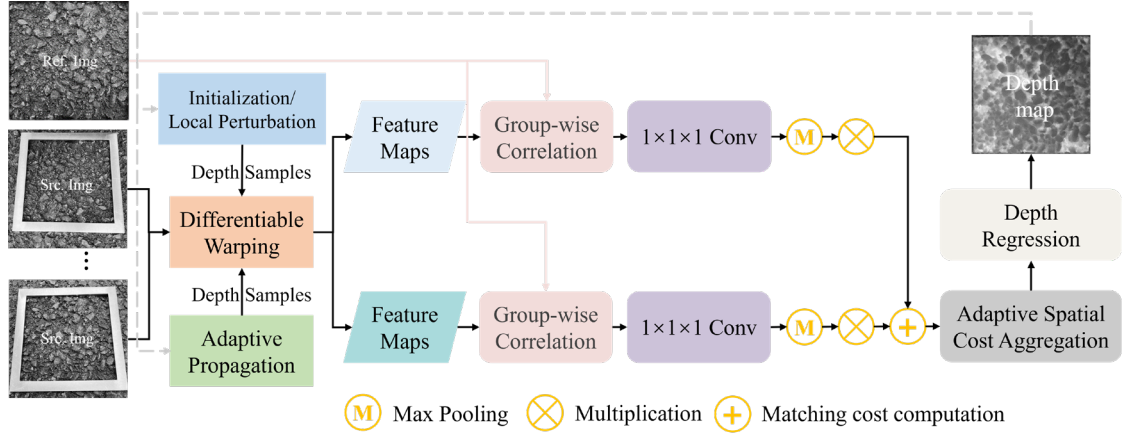 Ref. Img
Src. Img
Src. Img
Initialization/
Local Perturbation
Depth Samples
Differentiable
Warping
Depth Samples
Adaptive
Propagation
Feature
Maps
Group-wise
Correlation
1×1×1 Conv
M
Feature
Maps
Group-wise
Correlation
1×1×1 Conv
M
Depth
map
Depth
Regression
Adaptive Spatial
Cost Aggregation
M Max Pooling
Multiplication
+ Matching cost computation